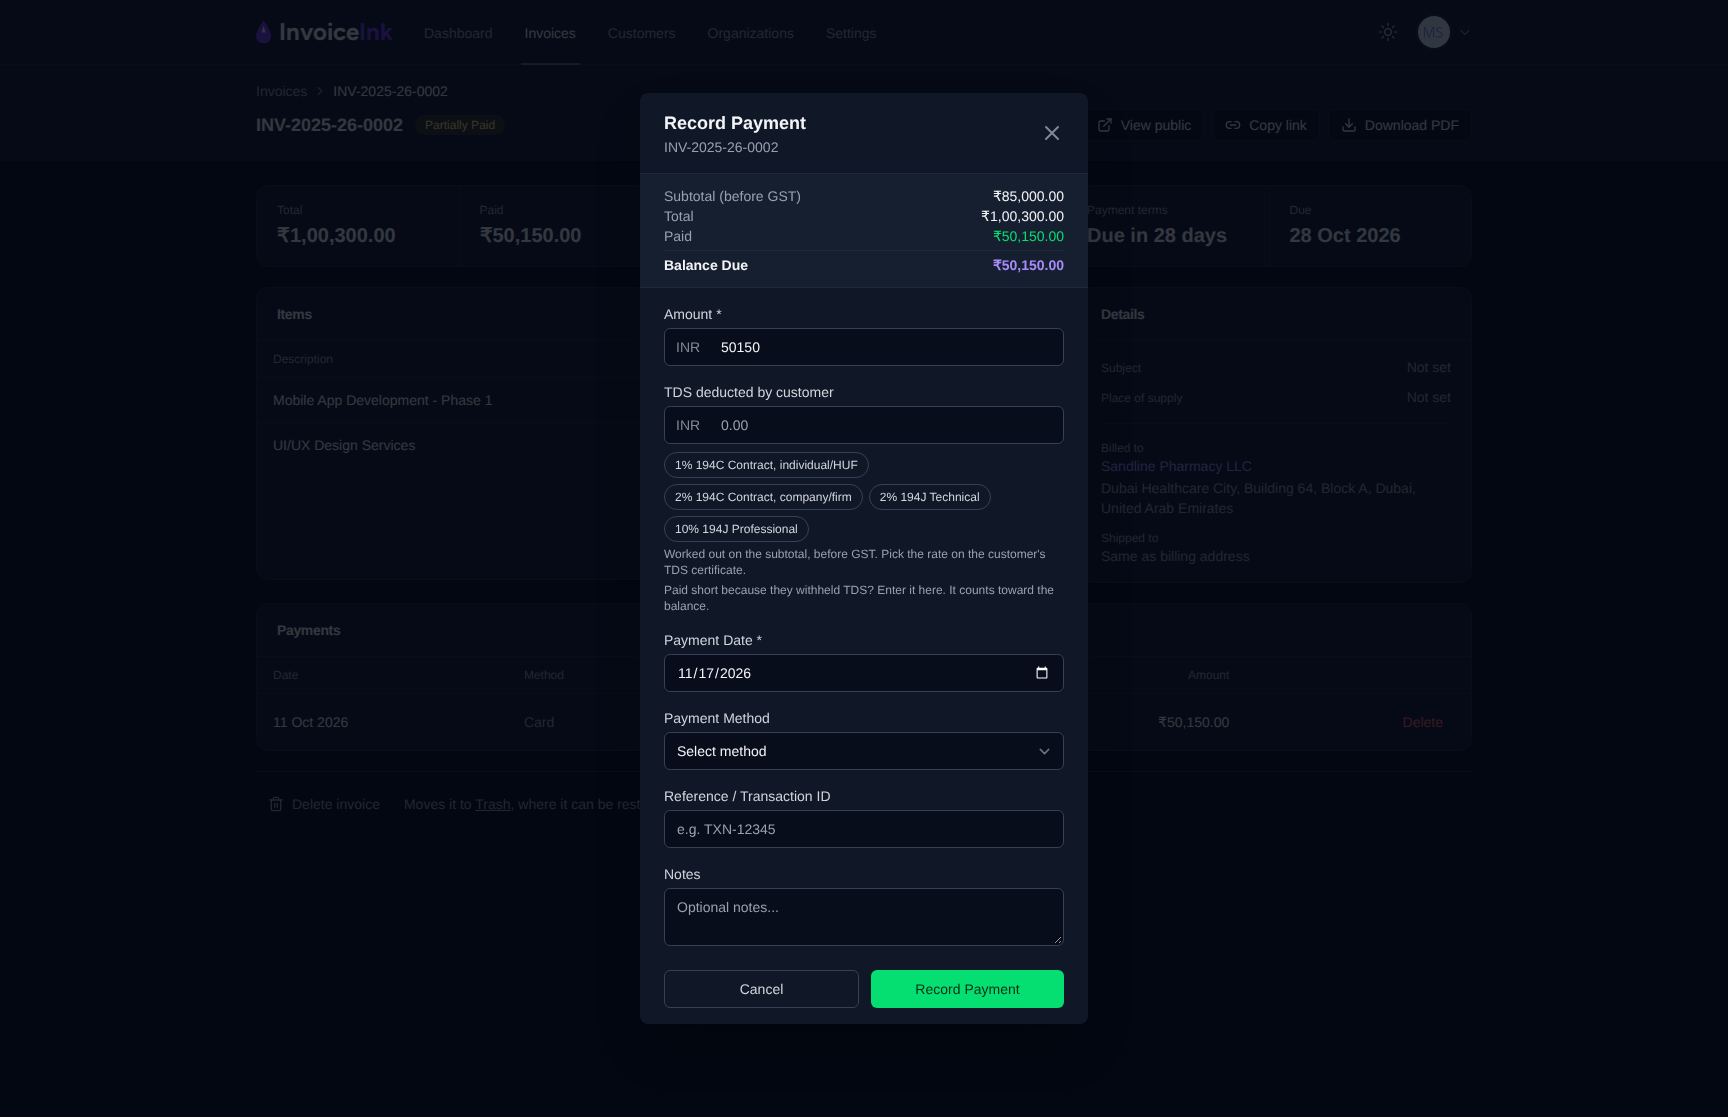 InvoiceInk
Dashboard
Invoices
Customers
Organizations
Settings
MS
Invoices > INV-2025-26-0002
INV-2025-26-0002
Partially Paid
View public
Copy link
Download PDF
Total
₹1,00,300.00
Paid
₹50,150.00
Payment terms
Due in 28 days
Due
28 Oct 2026
Items
Description
Mobile App Development - Phase 1
UI/UX Design Services
Details
Subject Not set
Place of supply Not set
Billed to
Sandline Pharmacy LLC
Dubai Healthcare City, Building 64, Block A, Dubai,
United Arab Emirates
Shipped to
Same as billing address
Payments
Date Method Amount
11 Oct 2026 Card ₹50,150.00 Delete
Delete invoice
Moves it to Trash, where it can be rest
Record Payment
INV-2025-26-0002
Subtotal (before GST) ₹85,000.00
Total ₹1,00,300.00
Paid ₹50,150.00
Balance Due ₹50,150.00
Amount *
INR 50150
TDS deducted by customer
INR 0.00
1% 194C Contract, individual/HUF
2% 194C Contract, company/firm
2% 194J Technical
10% 194J Professional
Worked out on the subtotal, before GST. Pick the rate on the customer's
TDS certificate.
Paid short because they withheld TDS? Enter it here. It counts toward the
balance.
Payment Date *
11/17/2026
Payment Method
Select method
Reference / Transaction ID
e.g. TXN-12345
Notes
Optional notes...
Cancel
Record Payment